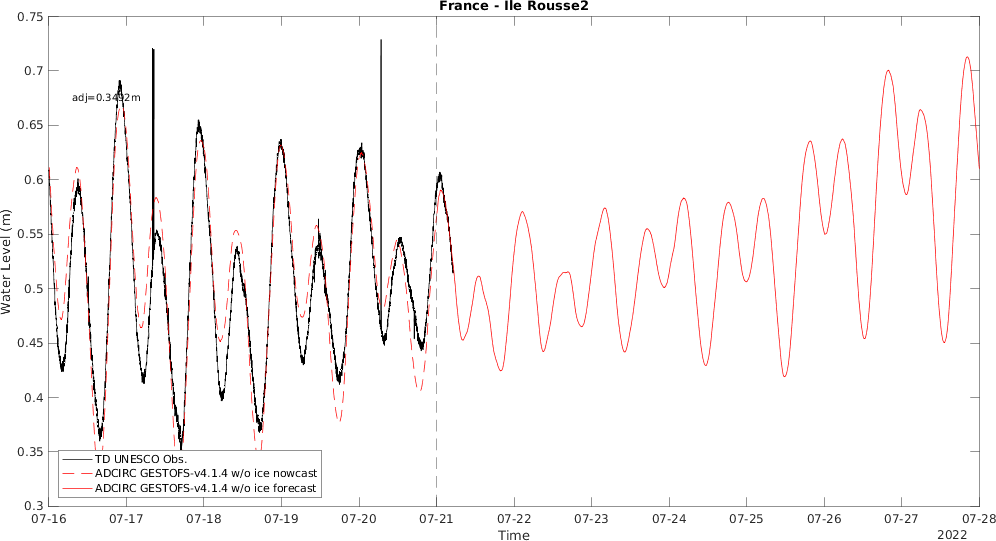 France - Ile Rousse2
0.75
0.7
0.65
0.6
0.55
0.5
0.45
0.4
0.35
0.3
Water Level (m)
adj=0.3492m
TD UNESCO Obs.
ADCIRC GESTOFS-v4.1.4 w/o ice nowcast
ADCIRC GESTOFS-v4.1.4 w/o ice forecast
07-16 07-17 07-18 07-19 07-20 07-21 07-22 07-23 07-24 07-25 07-26 07-27 07-28
Time
2022